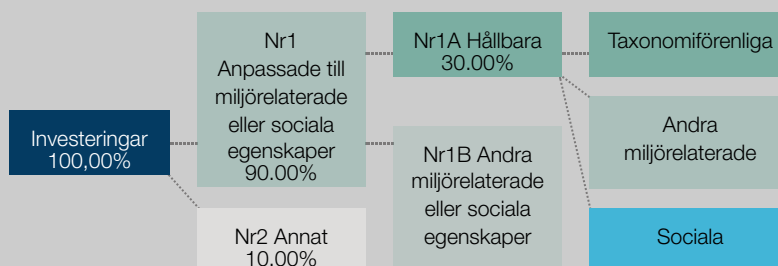 Investeringar
100,00%
Nr1
Anpassade till
miljörelaterade
eller sociala
egenskaper
90.00%
Nr2 Annat
10.00%
Nr1A Hållbara
30.00%
Nr1B Andra
miljörelaterade
eller sociala
egenskaper
Taxonomiförenliga
Andra
miljörelaterade
Sociala